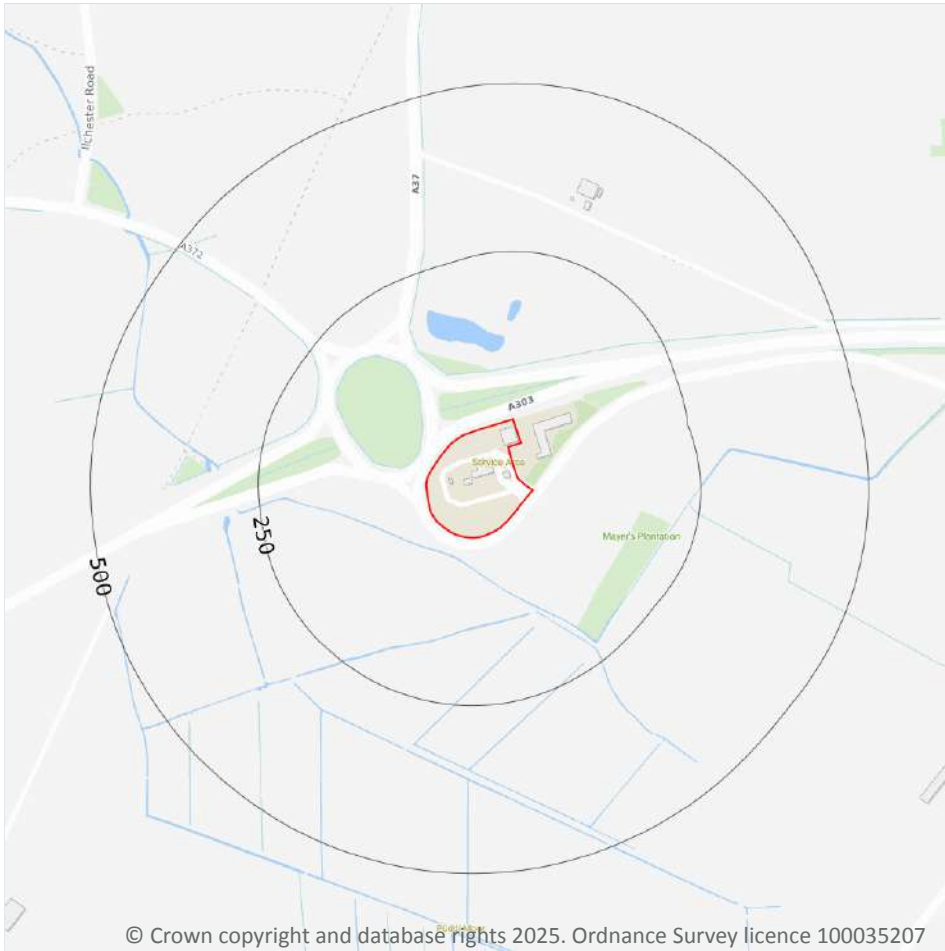 Ilchester Road
A37
A372
A303
Service Area
250
Mayer's Plantation
500
© Crown copyright and database rights 2025. Ordnance Survey licence 100035207